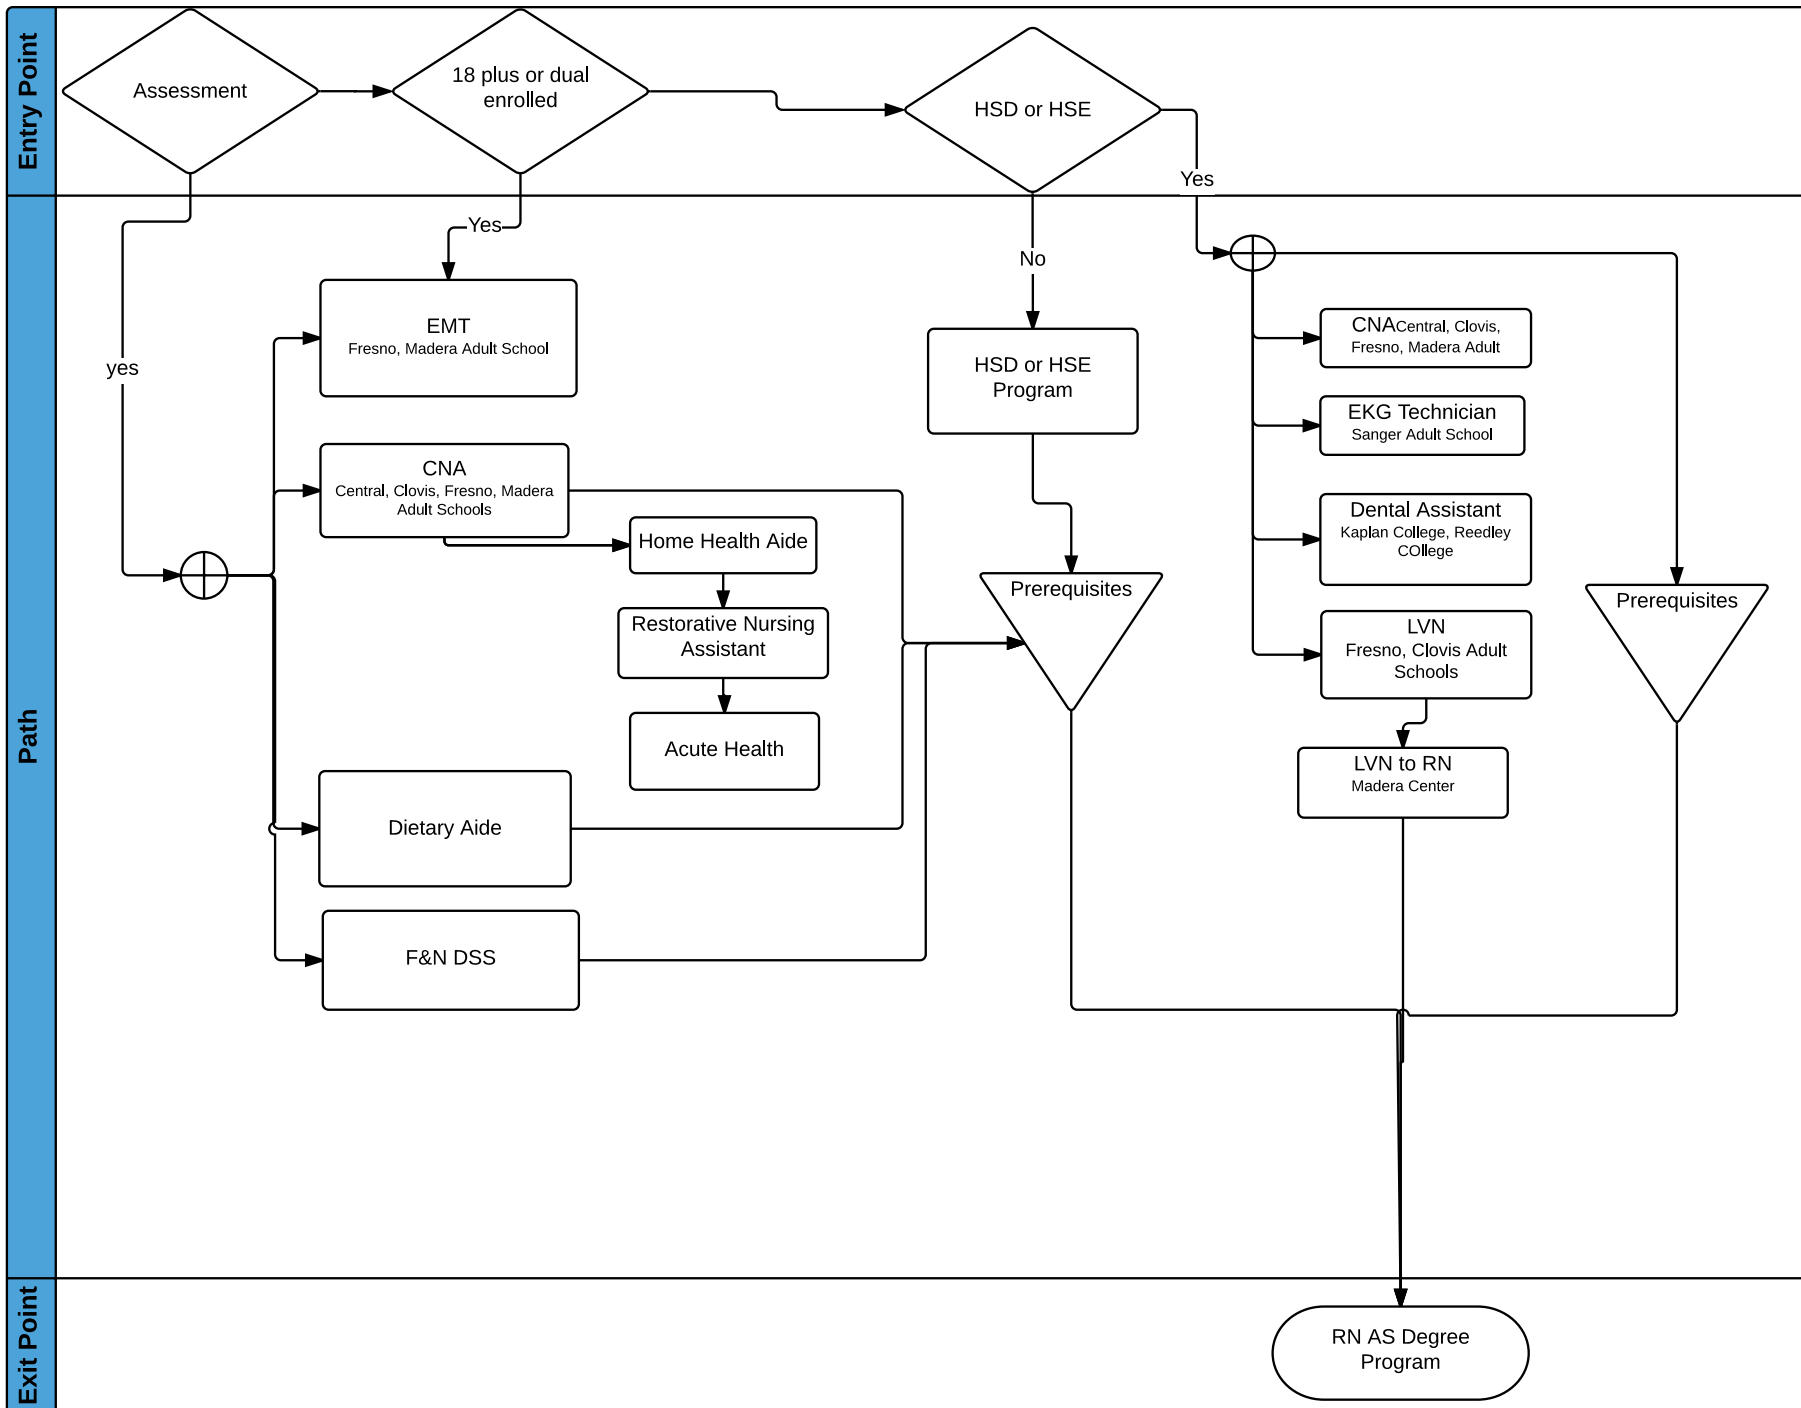 Entry Point
Assessment
18 plus or dual
enrolled
HSD or HSE
Yes
Path
Yes
No
yes
EMT
Fresno, Madera Adult School
CNA
Central, Clovis, Fresno, Madera
Adult Schools
Home Health Aide
Restorative Nursing
Assistant
Acute Health
Dietary Aide
F&N DSS
HSD or HSE
Program
Prerequisites
CNACentral, Clovis,
Fresno, Madera Adult
EKG Technician
Sanger Adult School
Dental Assistant
Kaplan College, Reedley
COllege
LVN
Fresno, Clovis Adult
Schools
LVN to RN
Madera Center
Prerequisites
Exit Point
RN AS Degree
Program